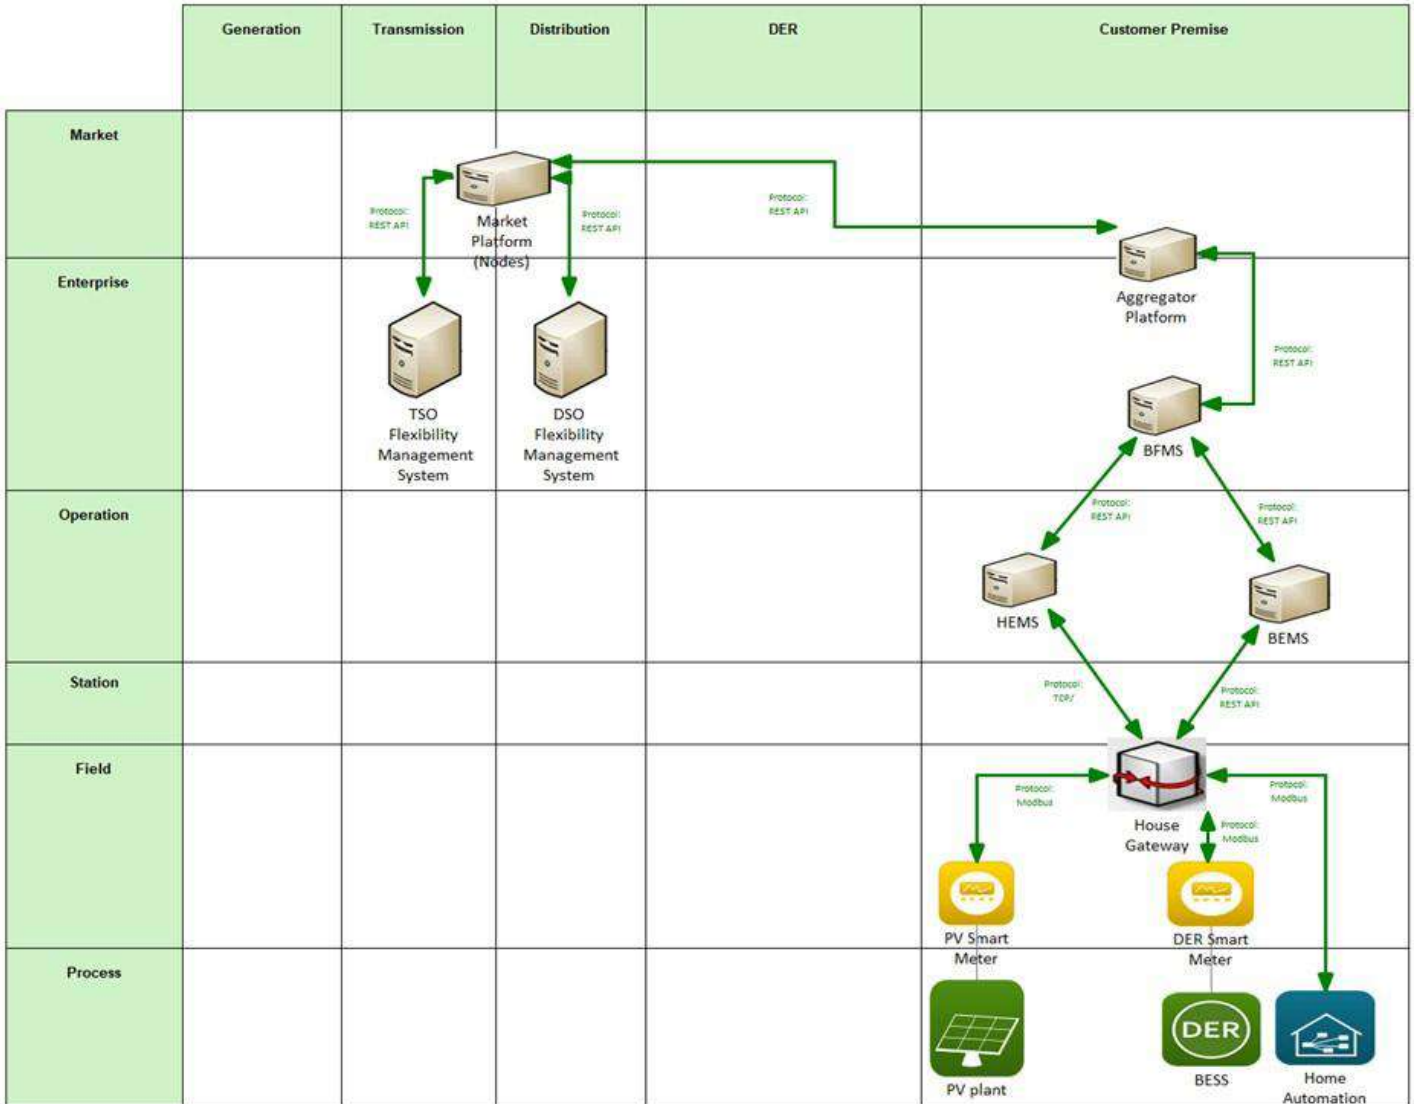 Generation
Transmission
Distribution
DER
Customer Premise
Market
Protocol:
REST API
Market
Platform
(Nodes)
Protocol:
REST API
Protocol:
REST API
Enterprise
Aggregator
Platform
Protocol:
REST API
TSO
Flexibility
Management
System
DSO
Flexibility
Management
System
BFMS
Operation
Protocol:
REST API
Protocol:
REST API
HEMS
BEMS
Station
Protocol:
TCP/
Protocol:
REST API
Field
Protocol:
Modbus
Protocol:
Modbus
House
Gateway
Protocol:
Modbus
PV Smart
Meter
DER Smart
Meter
Process
DER
PV plant
BESS
Home
Automation